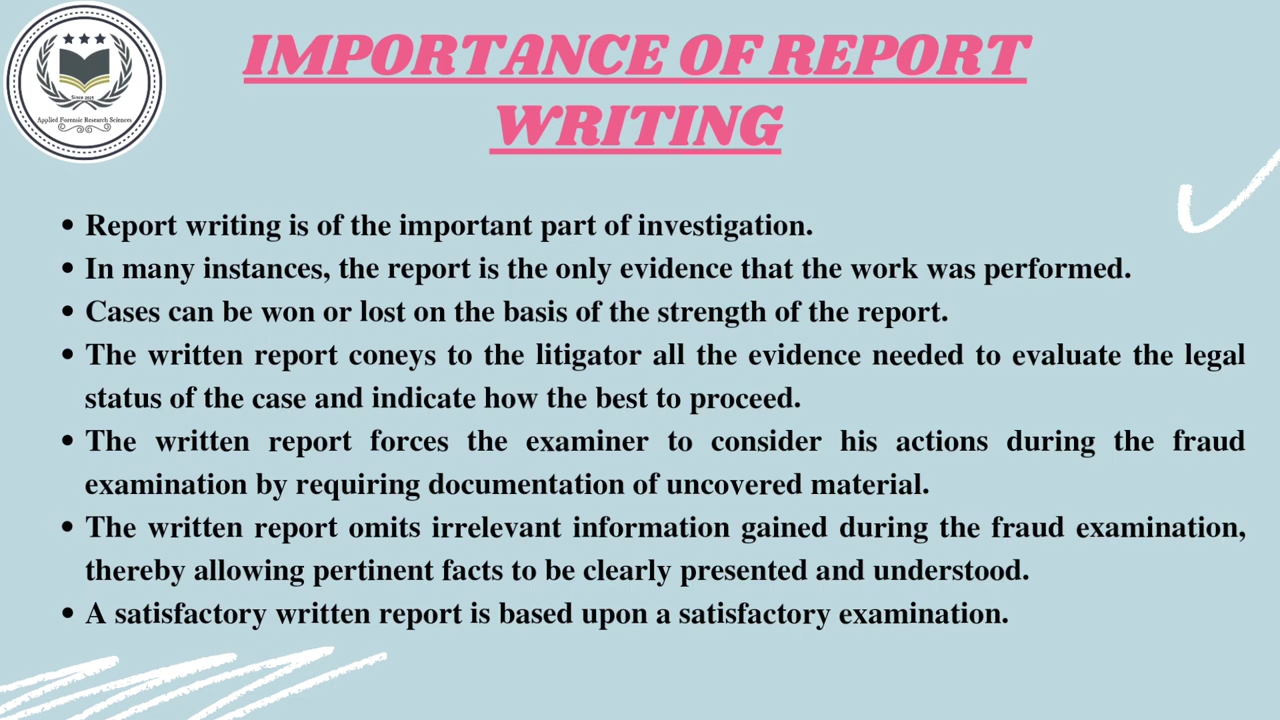 Since 2021
Applied Forensic Research Sciences
IMPORTANCE OF REPORT
WRITING
• Report writing is of the important part of investigation.
• In many instances, the report is the only evidence that the work was performed.
• Cases can be won or lost on the basis of the strength of the report.
• The written report coneys to the litigator all the evidence needed to evaluate the legal
status of the case and indicate how the best to proceed.
• The written report forces the examiner to consider his actions during the fraud
examination by requiring documentation of uncovered material.
• The written report omits irrelevant information gained during the fraud examination,
thereby allowing pertinent facts to be clearly presented and understood.
• A satisfactory written report is based upon a satisfactory examination.